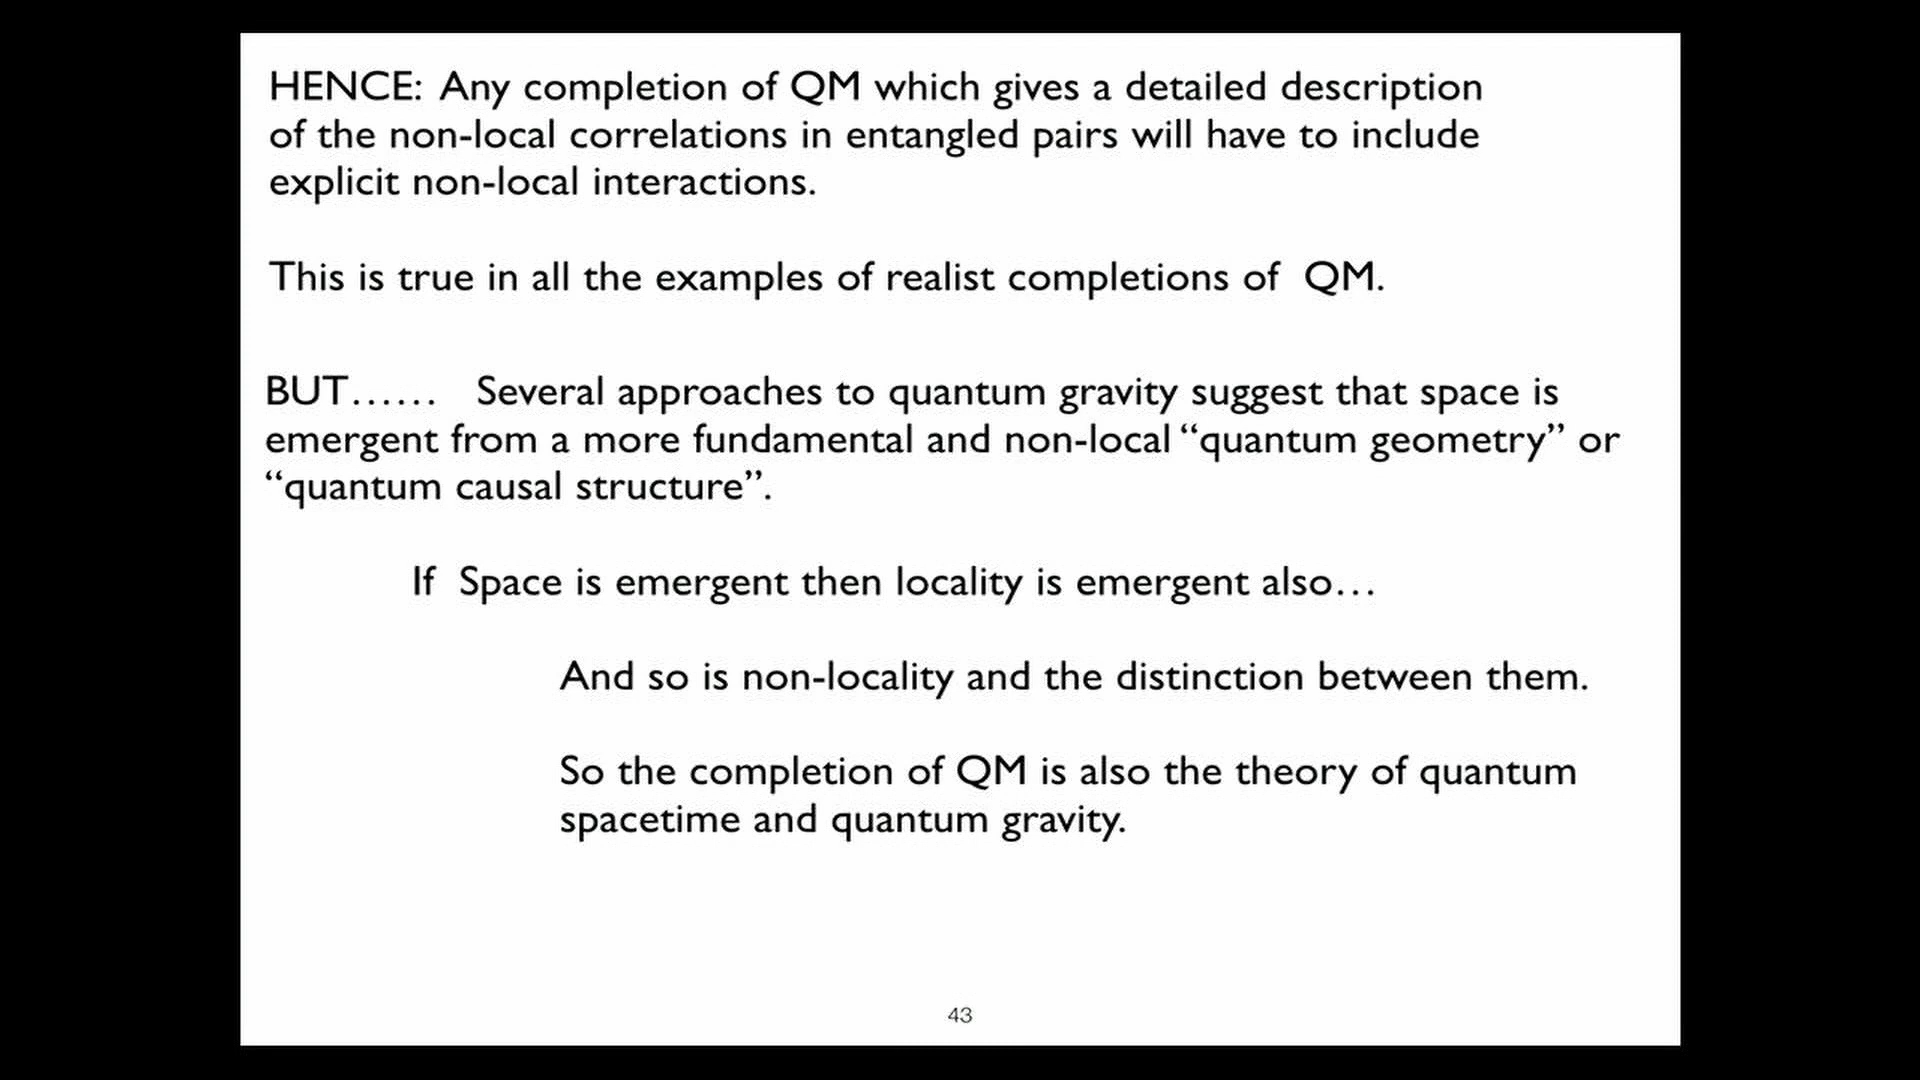 HENCE: Any completion of QM which gives a detailed description
of the non-local correlations in entangled pairs will have to include
explicit non-local interactions.
This is true in all the examples of realist completions of QM.
BUT...... Several approaches to quantum gravity suggest that space is
emergent from a more fundamental and non-local “quantum geometry” or
“quantum causal structure”.
If Space is emergent then locality is emergent also...
And so is non-locality and the distinction between them.
So the completion of QM is also the theory of quantum
spacetime and quantum gravity.
43